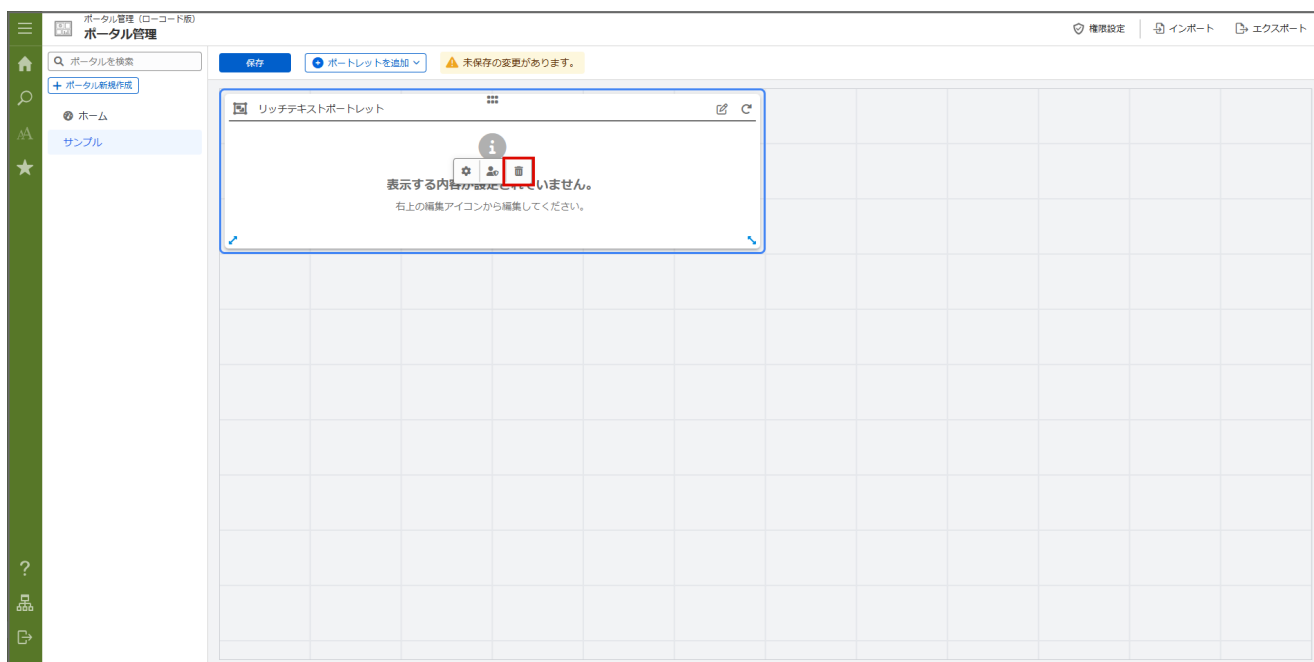 ポータル管理（ローコード版）
ポータル管理
権限設定
インポート
エクスポート
ポータルを検索
+ ポータル新規作成
ホーム
サンプル
保存
ポートレットを追加
未保存の変更があります。
リッチテキストポートレット
表示する内容が設定されていません。
右上の編集アイコンから編集してください。